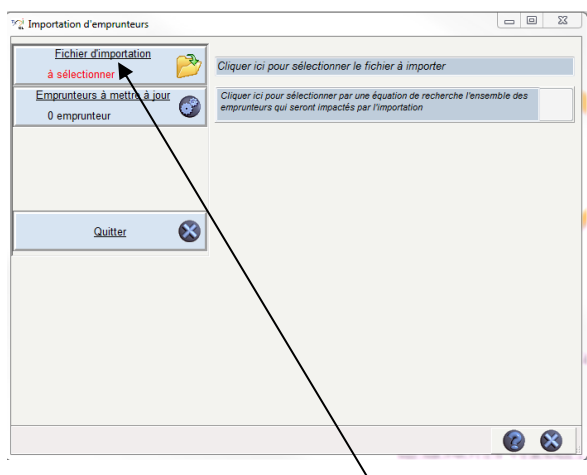 Importation d'emprunteurs
Fichier d'importation
à sélectionner
Cliquer ici pour sélectionner le fichier à importer
Emprunteurs à mettre à jour
0 emprunteur
Cliquer ici pour sélectionner par une équation de recherche l'ensemble des
emprunteurs qui seront impactés par l'importation
Quitter